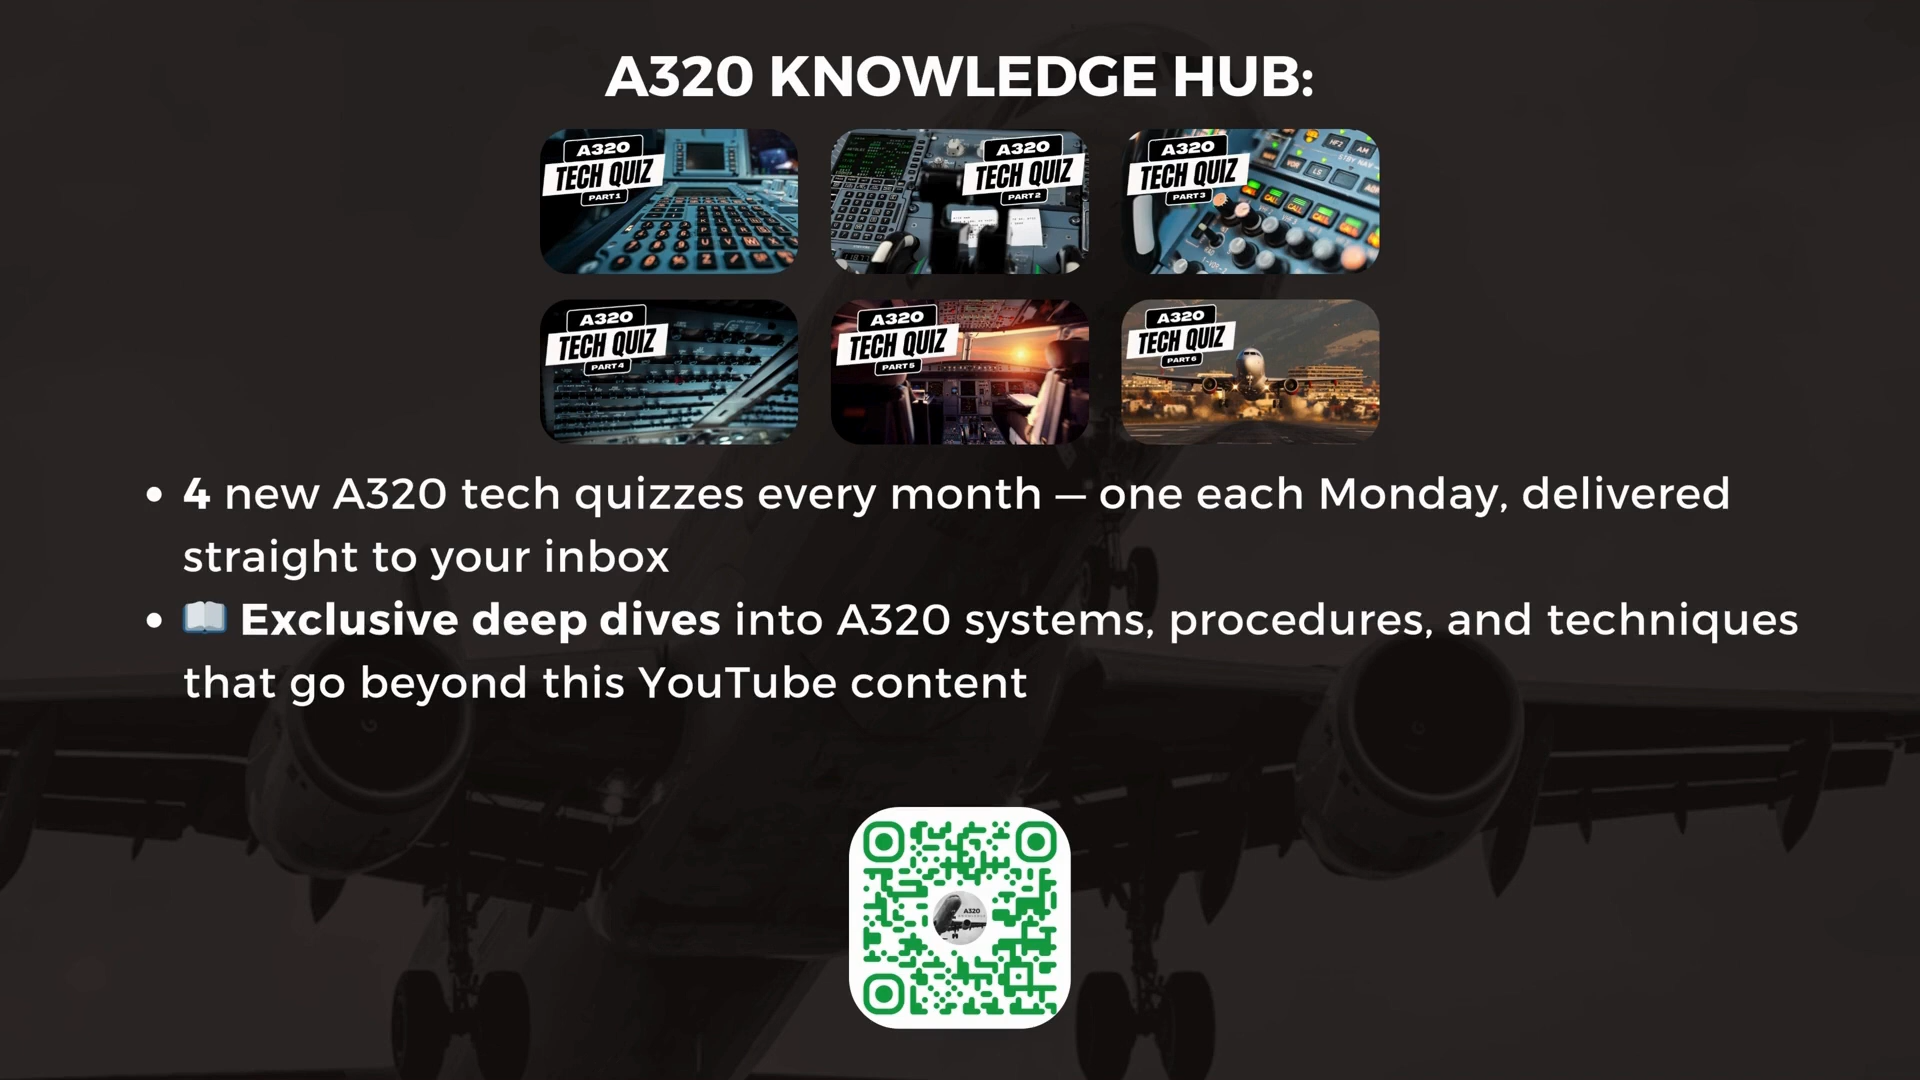 A320 KNOWLEDGE HUB:
A320
TECH QUIZ
PART 1
A320
TECH QUIZ
PART 2
A320
TECH QUIZ
PART 3
A320
TECH QUIZ
PART 4
A320
TECH QUIZ
PART 5
A320
TECH QUIZ
PART 6
• 4 new A320 tech quizzes every month — one each Monday, delivered
straight to your inbox
• 📖 Exclusive deep dives into A320 systems, procedures, and techniques
that go beyond this YouTube content
A320